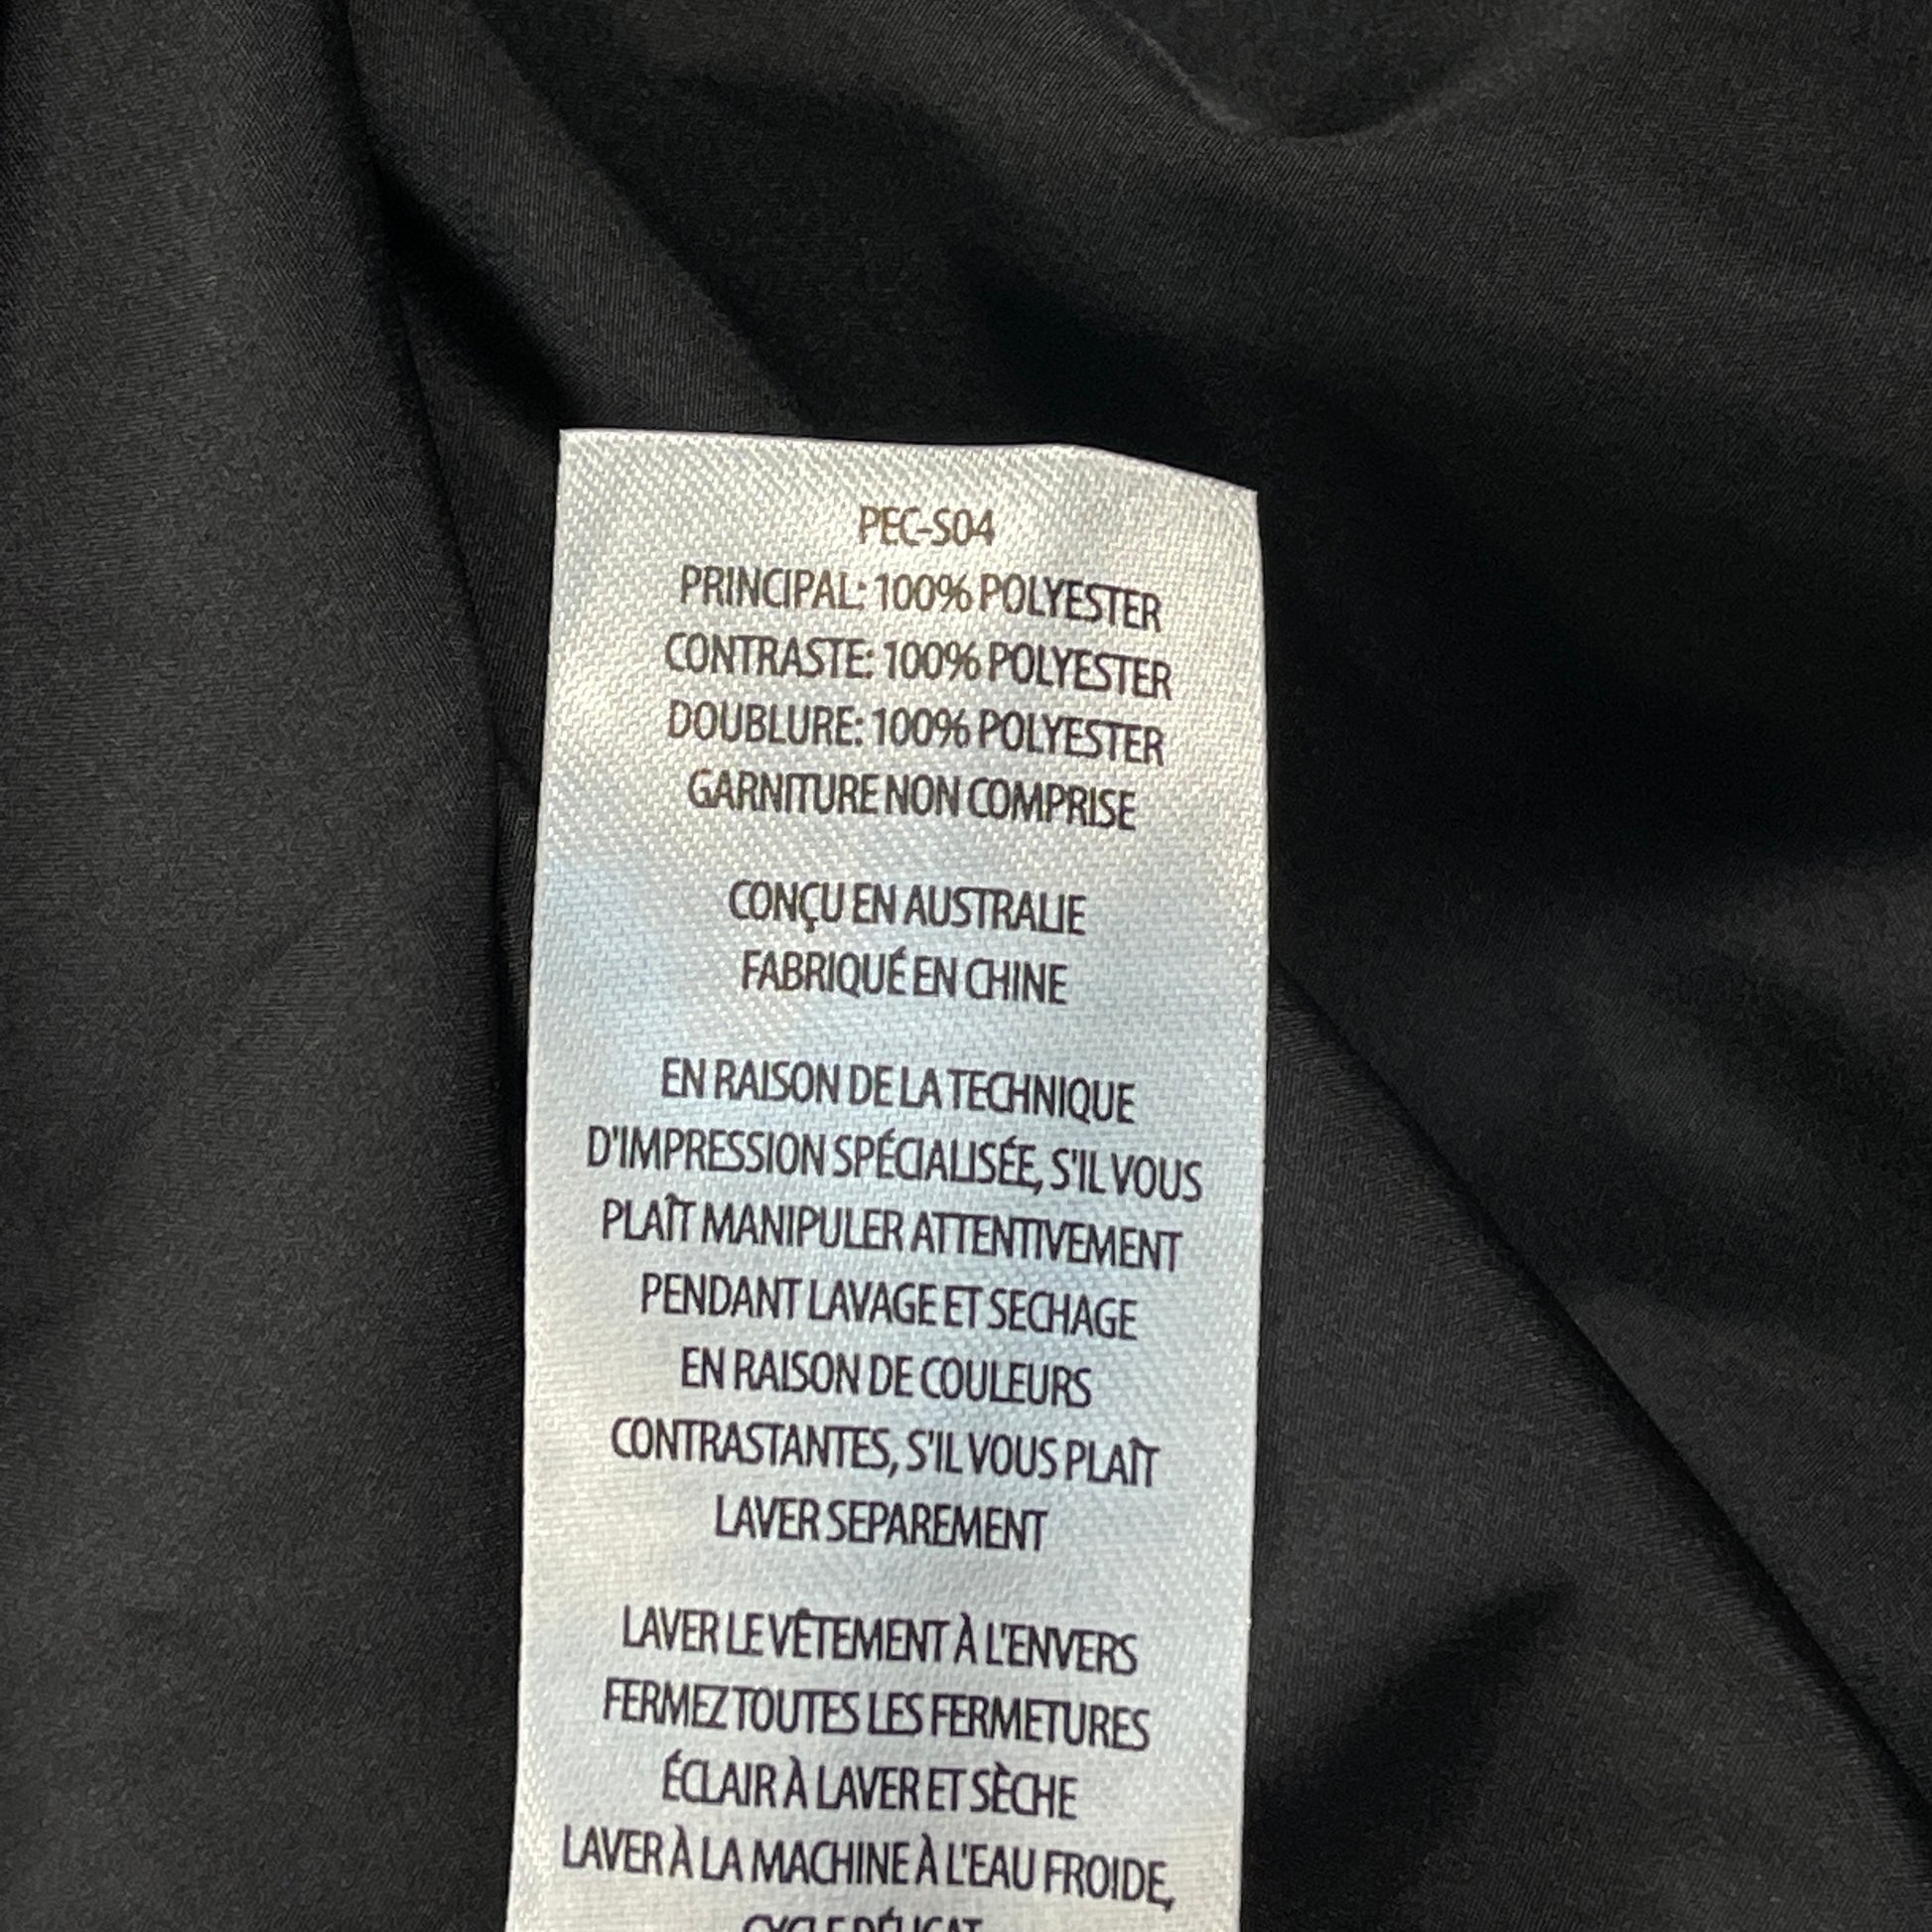 PEC-S04
PRINCIPAL: 100% POLYESTER
CONTRASTE: 100% POLYESTER
DOUBLURE: 100% POLYESTER
GARNITURE NON COMPRISE
CONÇU EN AUSTRALIE
FABRIQUÉ EN CHINE
EN RAISON DE LA TECHNIQUE
D'IMPRESSION SPÉCIALISÉE, S'IL VOUS
PLAÎT MANIPULER ATTENTIVEMENT
PENDANT LAVAGE ET SECHAGE
EN RAISON DE COULEURS
CONTRASTANTES, S'IL VOUS PLAÎT
LAVER SEPAREMENT
LAVER LE VÊTEMENT À L'ENVERS
FERMEZ TOUTES LES FERMETURES
ÉCLAIR À LAVER ET SÈCHE
LAVER À LA MACHINE À L'EAU FROIDE,
CYCLE DÉLICAT